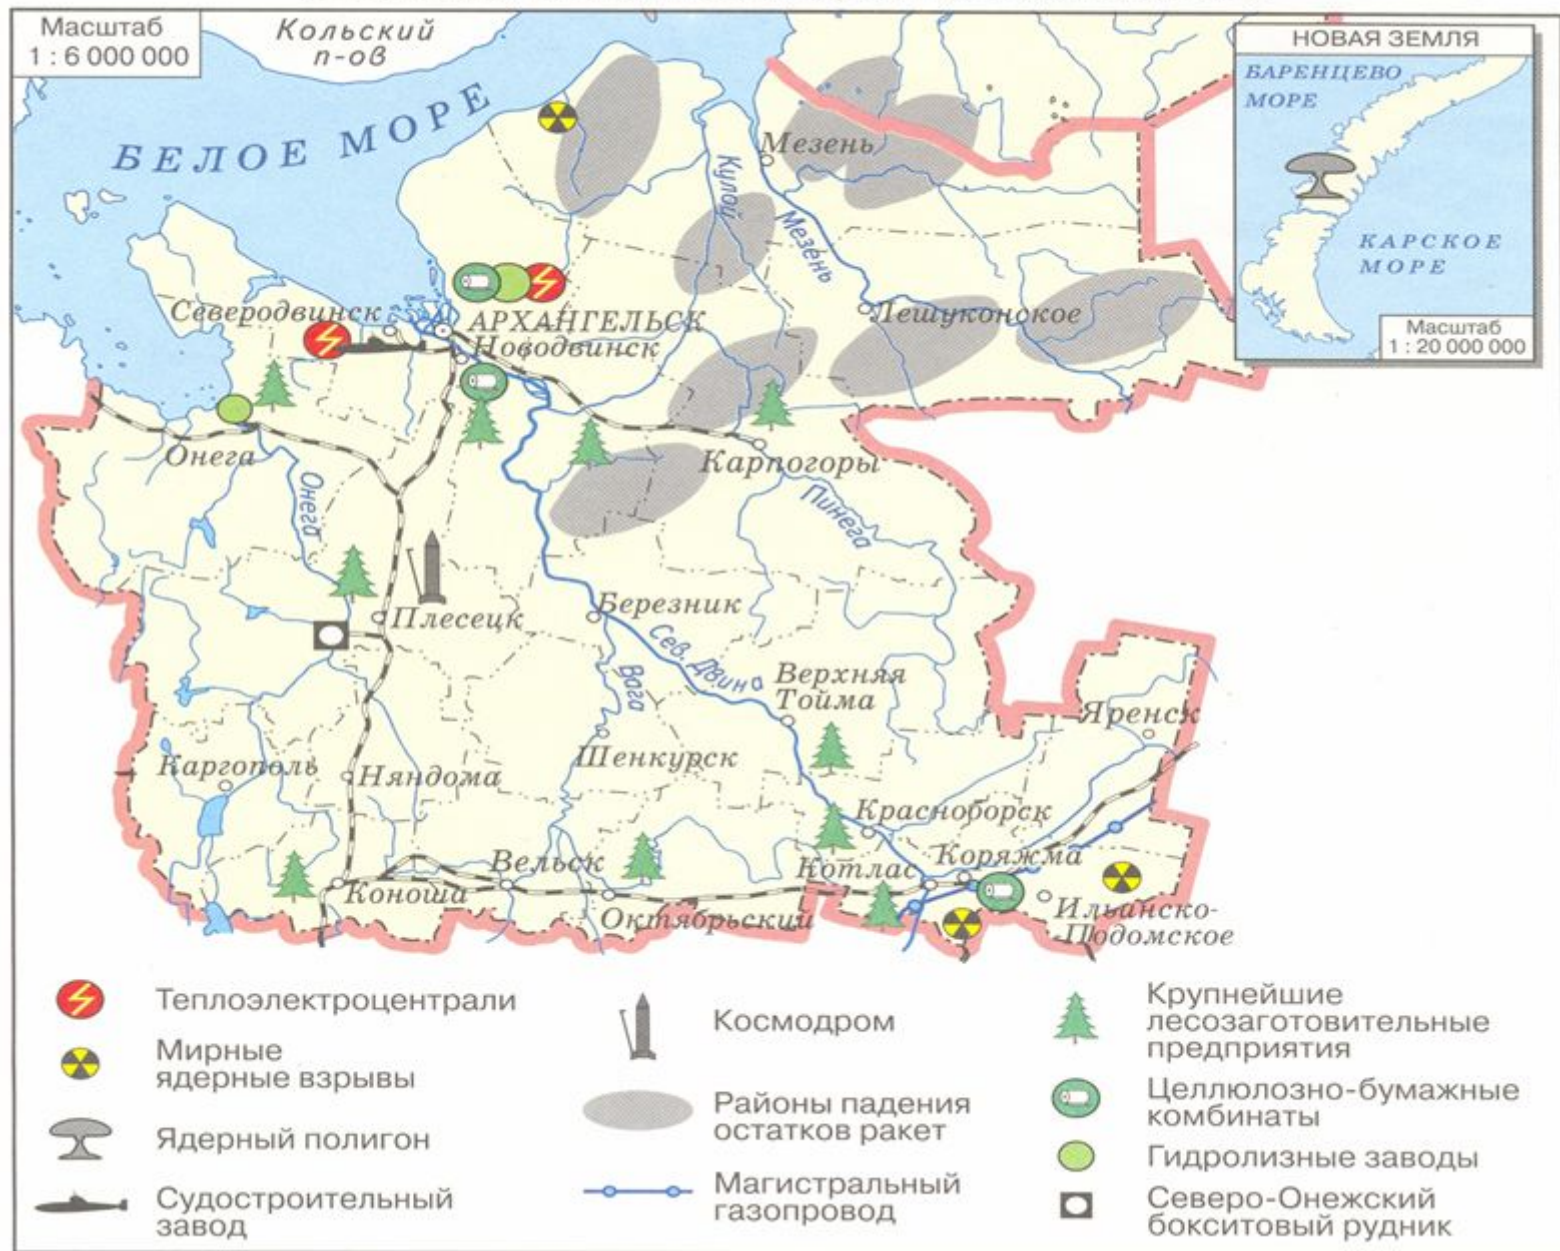 Масштаб
1 : 6 000 000
Кольский
п-ов
НОВАЯ ЗЕМЛЯ
БАРЕНЦЕВО
МОРЕ
КАРСКОЕ
МОРЕ
Масштаб
1 : 20 000 000
БЕЛОЕ МОРЕ
Мезень
Кулой
Мезень
Северодвинск
АРХАНГЕЛЬСК
Новодвинск
Лешуконское
Онега
Онега
Карпогоры
Пинега
Плесецк
Березник
Сев. Двина
Вага
Верхняя
Тойма
Шенкурск
Яренск
Каргополь
Няндома
Красноборск
Вельск
Котлас
Коряжма
Коноша
Октябрьский
Ильинско-
Подомское
Теплоэлектроцентрали
Мирные
ядерные взрывы
Ядерный полигон
Судостроительный
завод
Космодром
Районы падения
остатков ракет
Магистральный
газопровод
Крупнейшие
лесозаготовительные
предприятия
Целлюлозно-бумажные
комбинаты
Гидролизные заводы
Северо-Онежский
бокситовый рудник